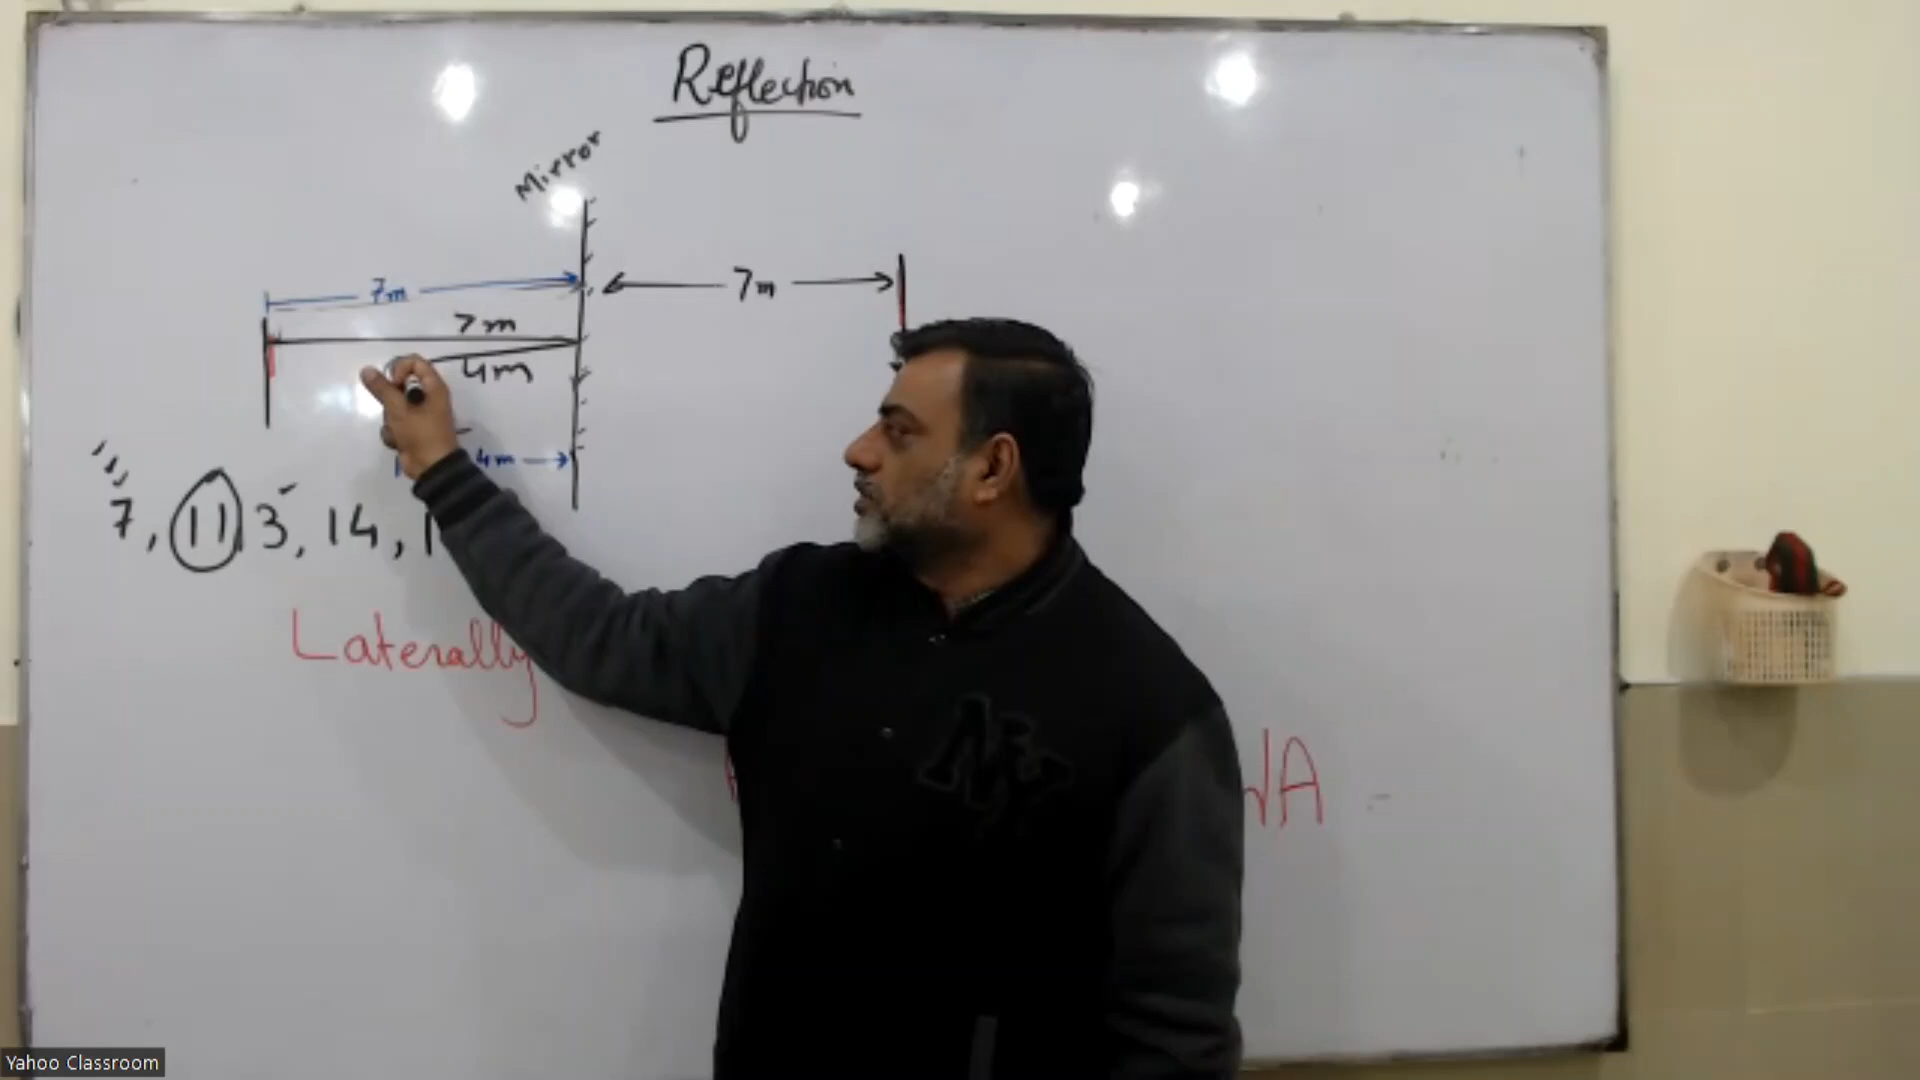 Reflection
Mirror
7m
7m
7m
4m
4m
7, 11, 3, 14,
Laterally
Yahoo Classroom